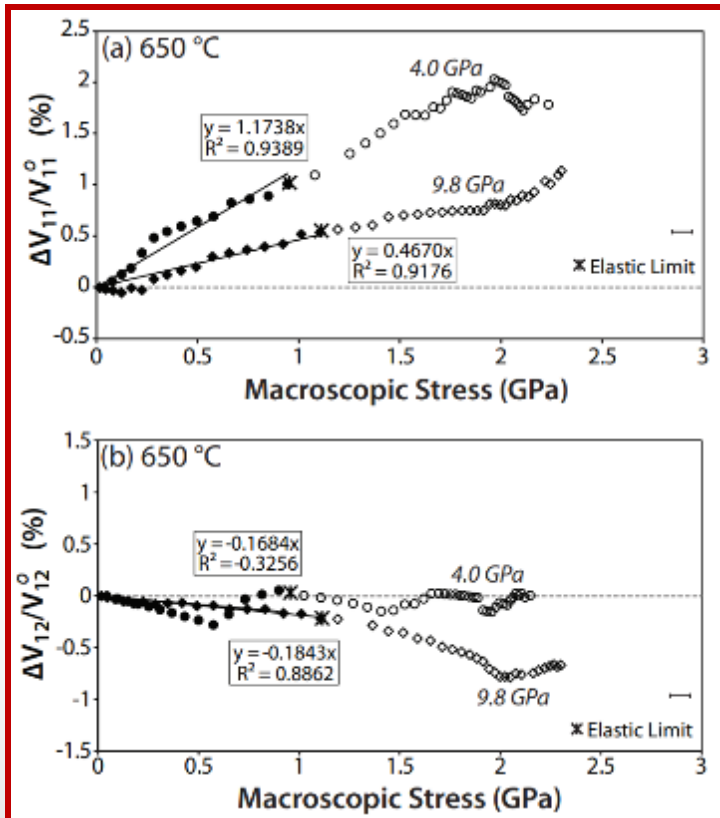 2.5
(a) 650 °C
4.0 GPa
2
1.5
y = 1.1738x
R² = 0.9389
ΔV₁₁/V₁₁⁰ (%)
1
9.8 GPa
0.5
y = 0.4670x
R² = 0.9176
Elastic Limit
0
-0.5
0 0.5 1 1.5 2 2.5 3
Macroscopic Stress (GPa)
1.5
(b) 650 °C
1
0.5
y = -0.1684x
R² = -0.3256
4.0 GPa
ΔV₁₂/V₁₂⁰ (%)
0
-0.5
y = -0.1843x
R² = 0.8862
9.8 GPa
-1
Elastic Limit
-1.5
0 0.5 1 1.5 2 2.5 3
Macroscopic Stress (GPa)